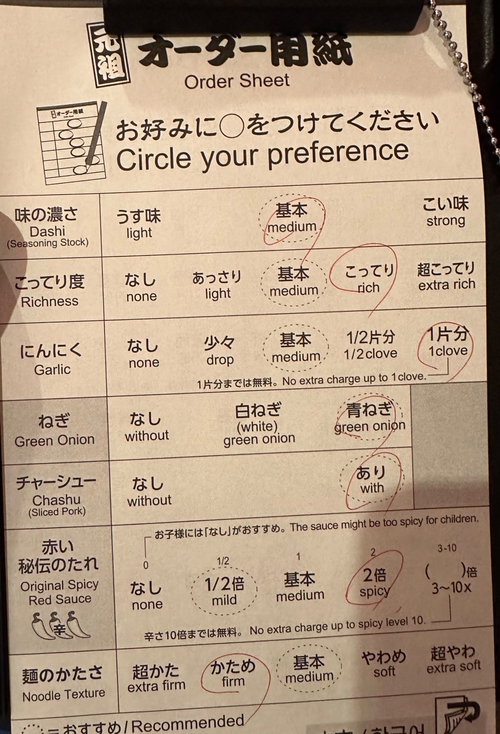 元祖 オーダー用紙
Order Sheet
お好みに○をつけてください
Circle your preference
味の濃さ うす味 基本 こい味
Dashi light medium strong
(Seasoning Stock)
こってり度 なし あっさり 基本 こってり 超こってり
Richness none light medium rich extra rich
にんにく なし 少々 基本 1/2片分 1片分
Garlic none drop medium 1/2clove 1clove
1片分までは無料。No extra charge up to 1clove.
ねぎ なし 白ねぎ 青ねぎ
Green Onion without (white) green onion
green onion
チャーシュー なし あり
Chashu without with
(Sliced Pork)
お子様には「なし」がおすすめ。The sauce might be too spicy for children.
赤い
秘伝のたれ
Original Spicy
Red Sauce
辛
0 1/2 1 2 3-10
なし 1/2倍 基本 2倍 ( )倍
none mild medium spicy 3~10x
辛さ10倍までは無料。No extra charge up to spicy level 10.
麺のかたさ 超かた かため 基本 やわめ 超やわ
Noodle Texture extra firm firm medium soft extra soft
=おすすめ/Recommended